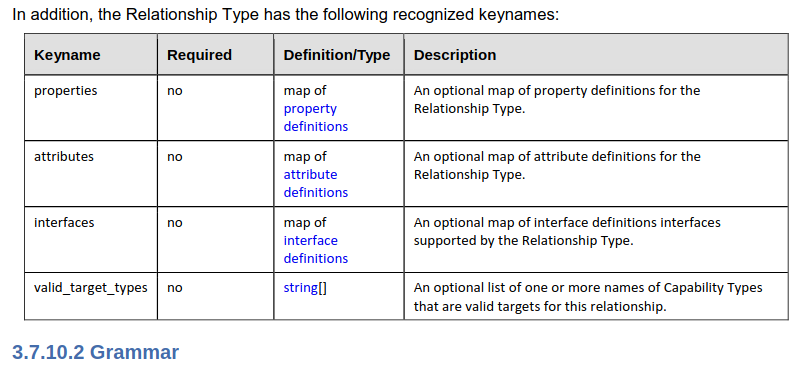 In addition, the Relationship Type has the following recognized keynames:
Keyname Required Definition/Type Description
properties no map of property definitions An optional map of property definitions for the
Relationship Type.
attributes no map of attribute definitions An optional map of attribute definitions for the
Relationship Type.
interfaces no map of interface definitions An optional map of interface definitions interfaces
supported by the Relationship Type.
valid_target_types no string[] An optional list of one or more names of Capability Types
that are valid targets for this relationship.
3.7.10.2 Grammar